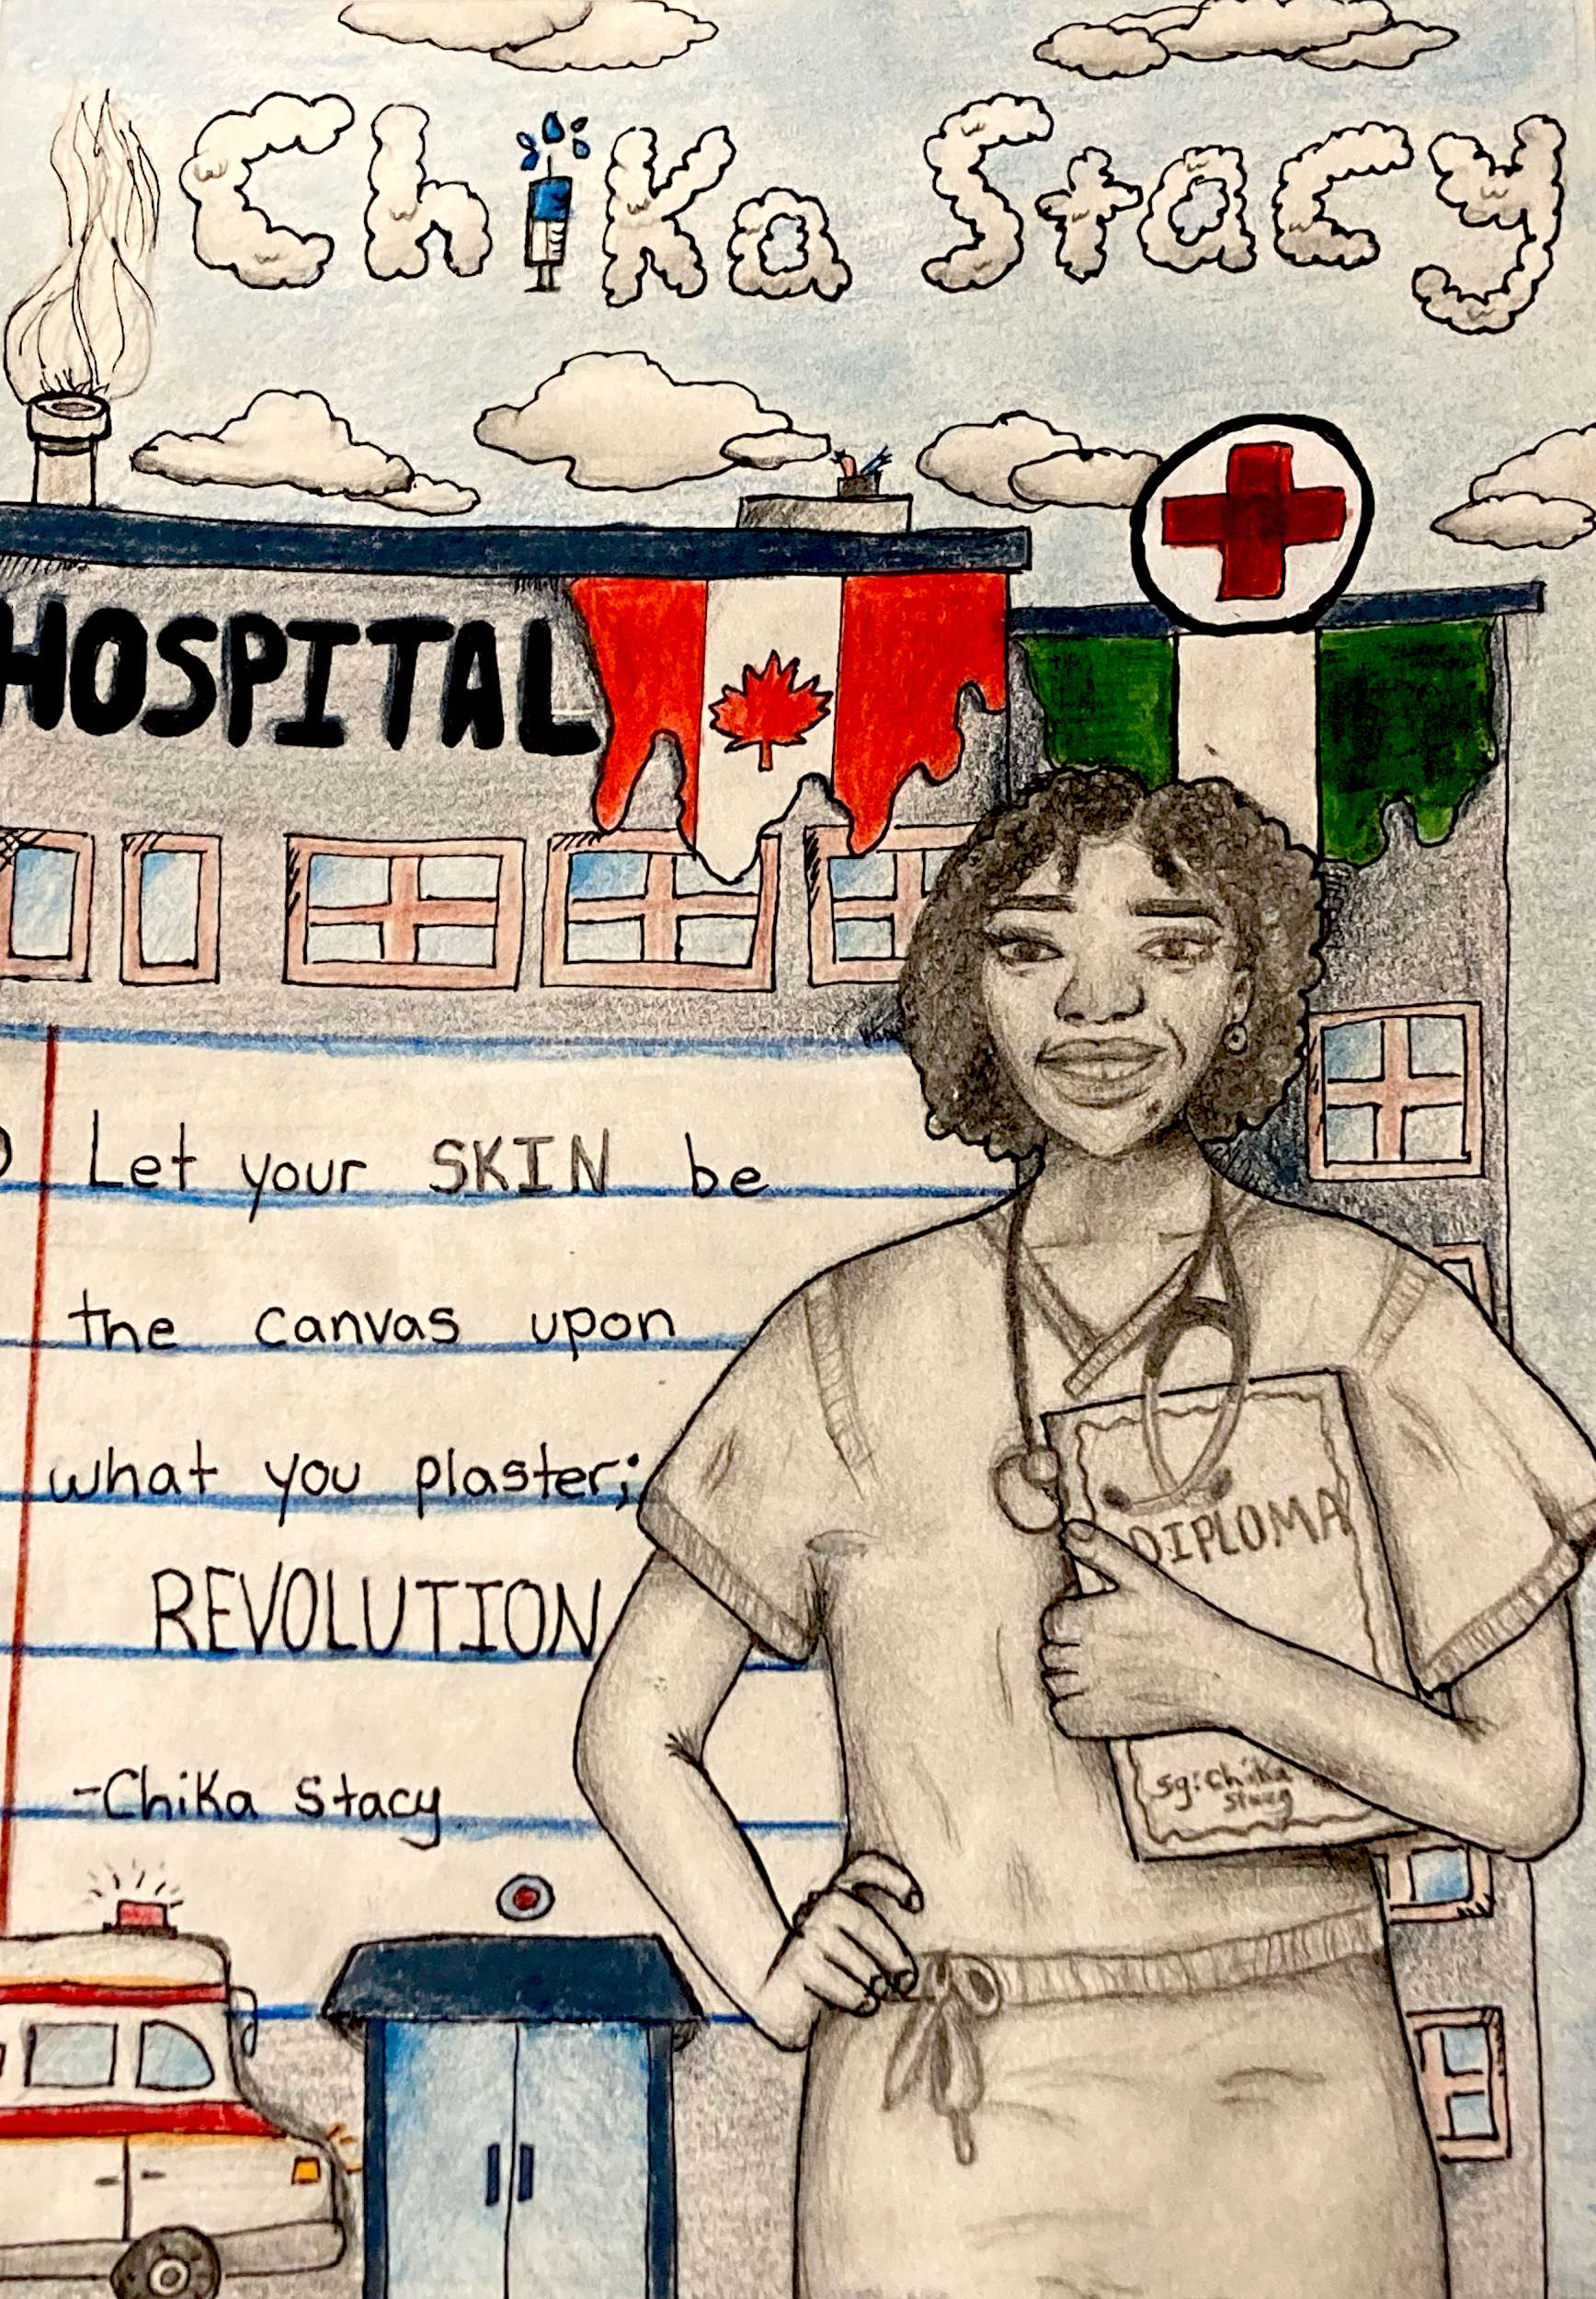 Chika Stacy
HOSPITAL
Let your SKIN be
the canvas upon
what you plaster;
REVOLUTION
-Chika Stacy
DIPLOMA
sg: Chika
Stacy